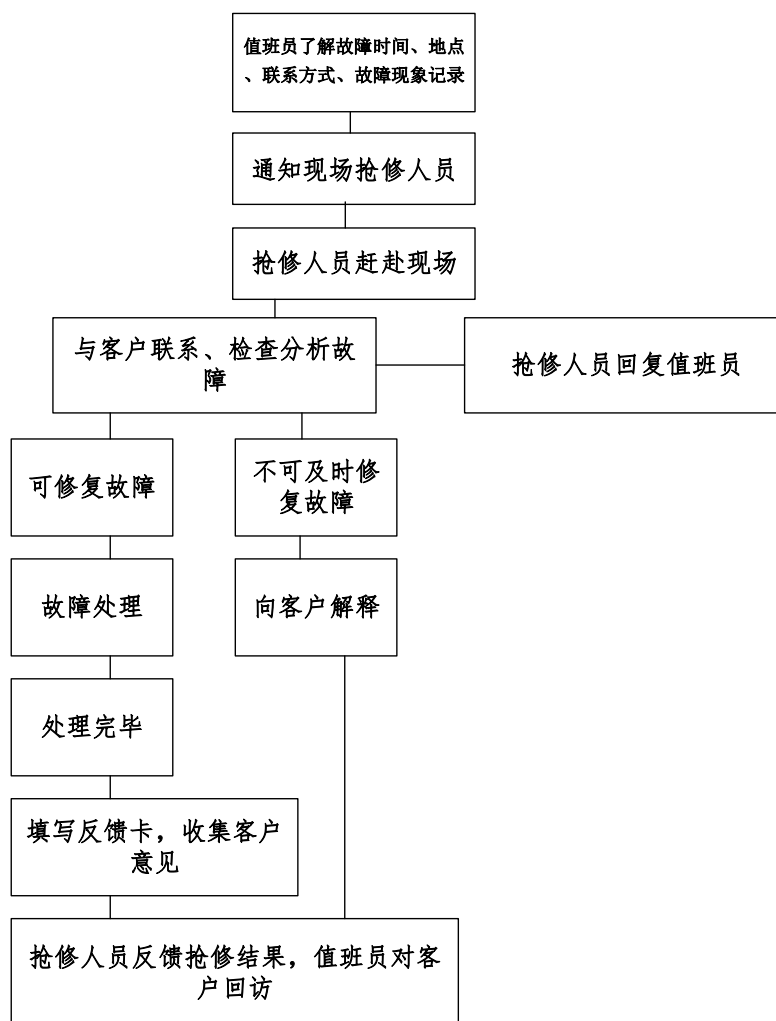 值班员了解故障时间、地点
、联系方式、故障现象记录
通知现场抢修人员
抢修人员赶赴现场
与客户联系、检查分析故
障
抢修人员回复值班员
可修复故障
不可及时修
复故障
故障处理
向客户解释
处理完毕
填写反馈卡，收集客户
意见
抢修人员反馈抢修结果，值班员对客
户回访